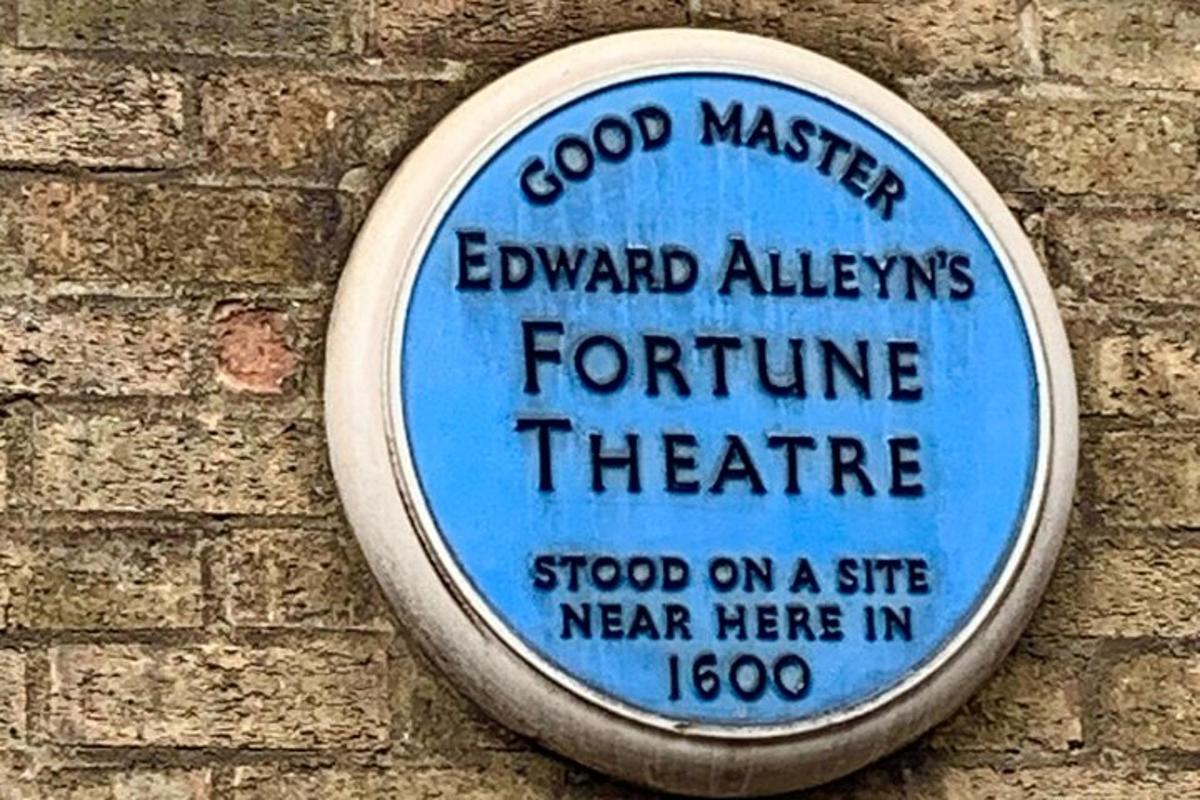 GOOD MASTER
EDWARD ALLEYN'S
FORTUNE
THEATRE
STOOD ON A SITE
NEAR HERE IN
1600